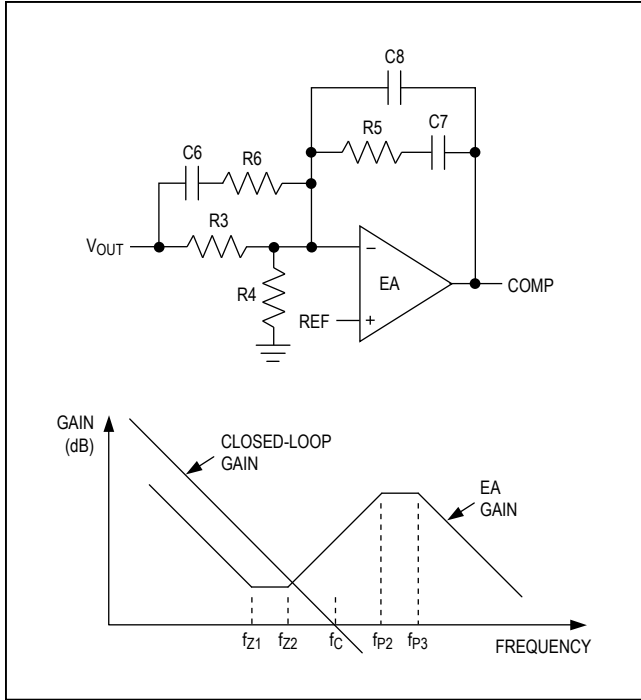 C8
R5
C7
C6
R6
R3
VOUT
−
R4
EA
COMP
REF
+
GAIN
(dB)
CLOSED-LOOP
GAIN
EA
GAIN
fZ1
fZ2
fC
fP2
fP3
FREQUENCY